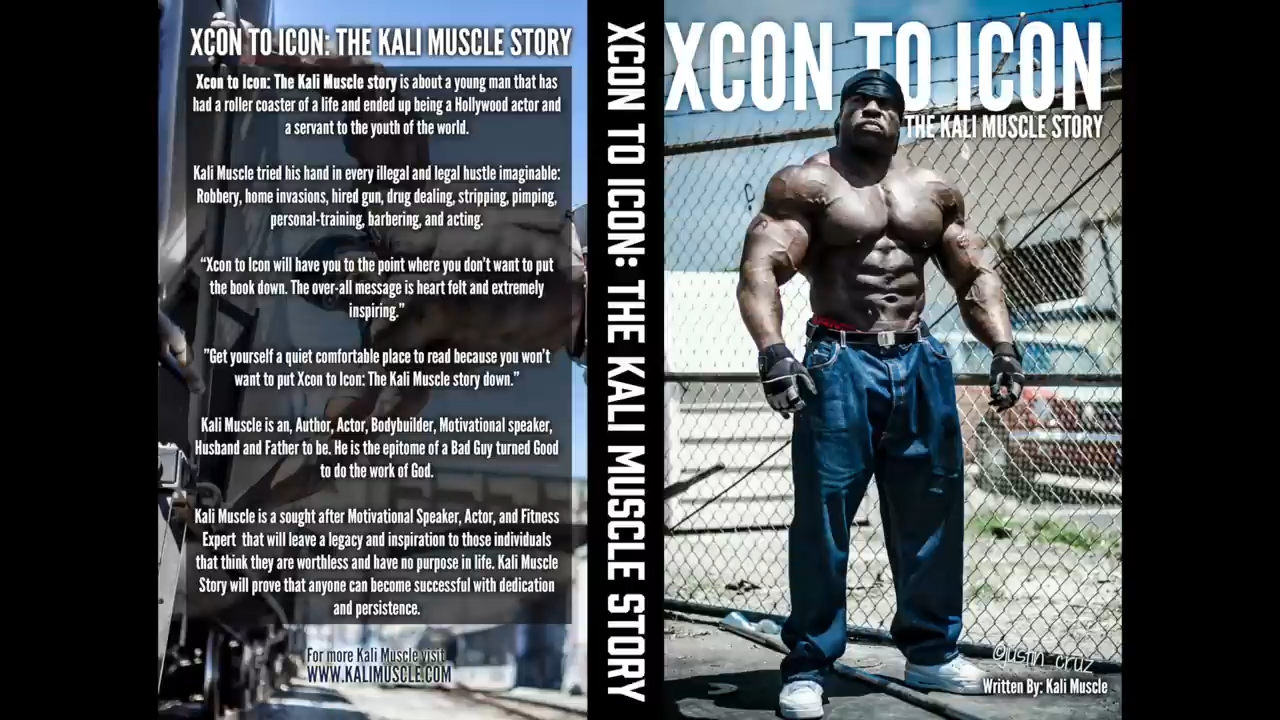 XCON TO ICON: THE KALI MUSCLE STORY
Xcon to Icon: The Kali Muscle story is about a young man that has
had a roller coaster of a life and ended up being a Hollywood actor and
a servant to the youth of the world.
Kali Muscle tried his hand in every illegal and legal hustle imaginable:
Robbery, home invasions, hired gun, drug dealing, stripping, pimping,
personal-training, barbering, and acting.
“Xcon to Icon will have you to the point where you don’t want to put
the book down. The over-all message is heart felt and extremely
inspiring.”
”Get yourself a quiet comfortable place to read because you won’t
want to put Xcon to Icon: The Kali Muscle story down.”
Kali Muscle is an, Author, Actor, Bodybuilder, Motivational speaker,
Husband and Father to be. He is the epitome of a Bad Guy turned Good
to do the work of God.
Kali Muscle is a sought after Motivational Speaker, Actor, and Fitness
Expert that will leave a legacy and inspiration to those individuals
that think they are worthless and have no purpose in life. Kali Muscle
Story will prove that anyone can become successful with dedication
and persistence.
For more Kali Muscle visit
WWW.KALIMUSCLE.COM
XCON TO ICON: THE KALI MUSCLE STORY
XCON TO ICON
THE KALI MUSCLE STORY
@justin_cruz
Written By: Kali Muscle